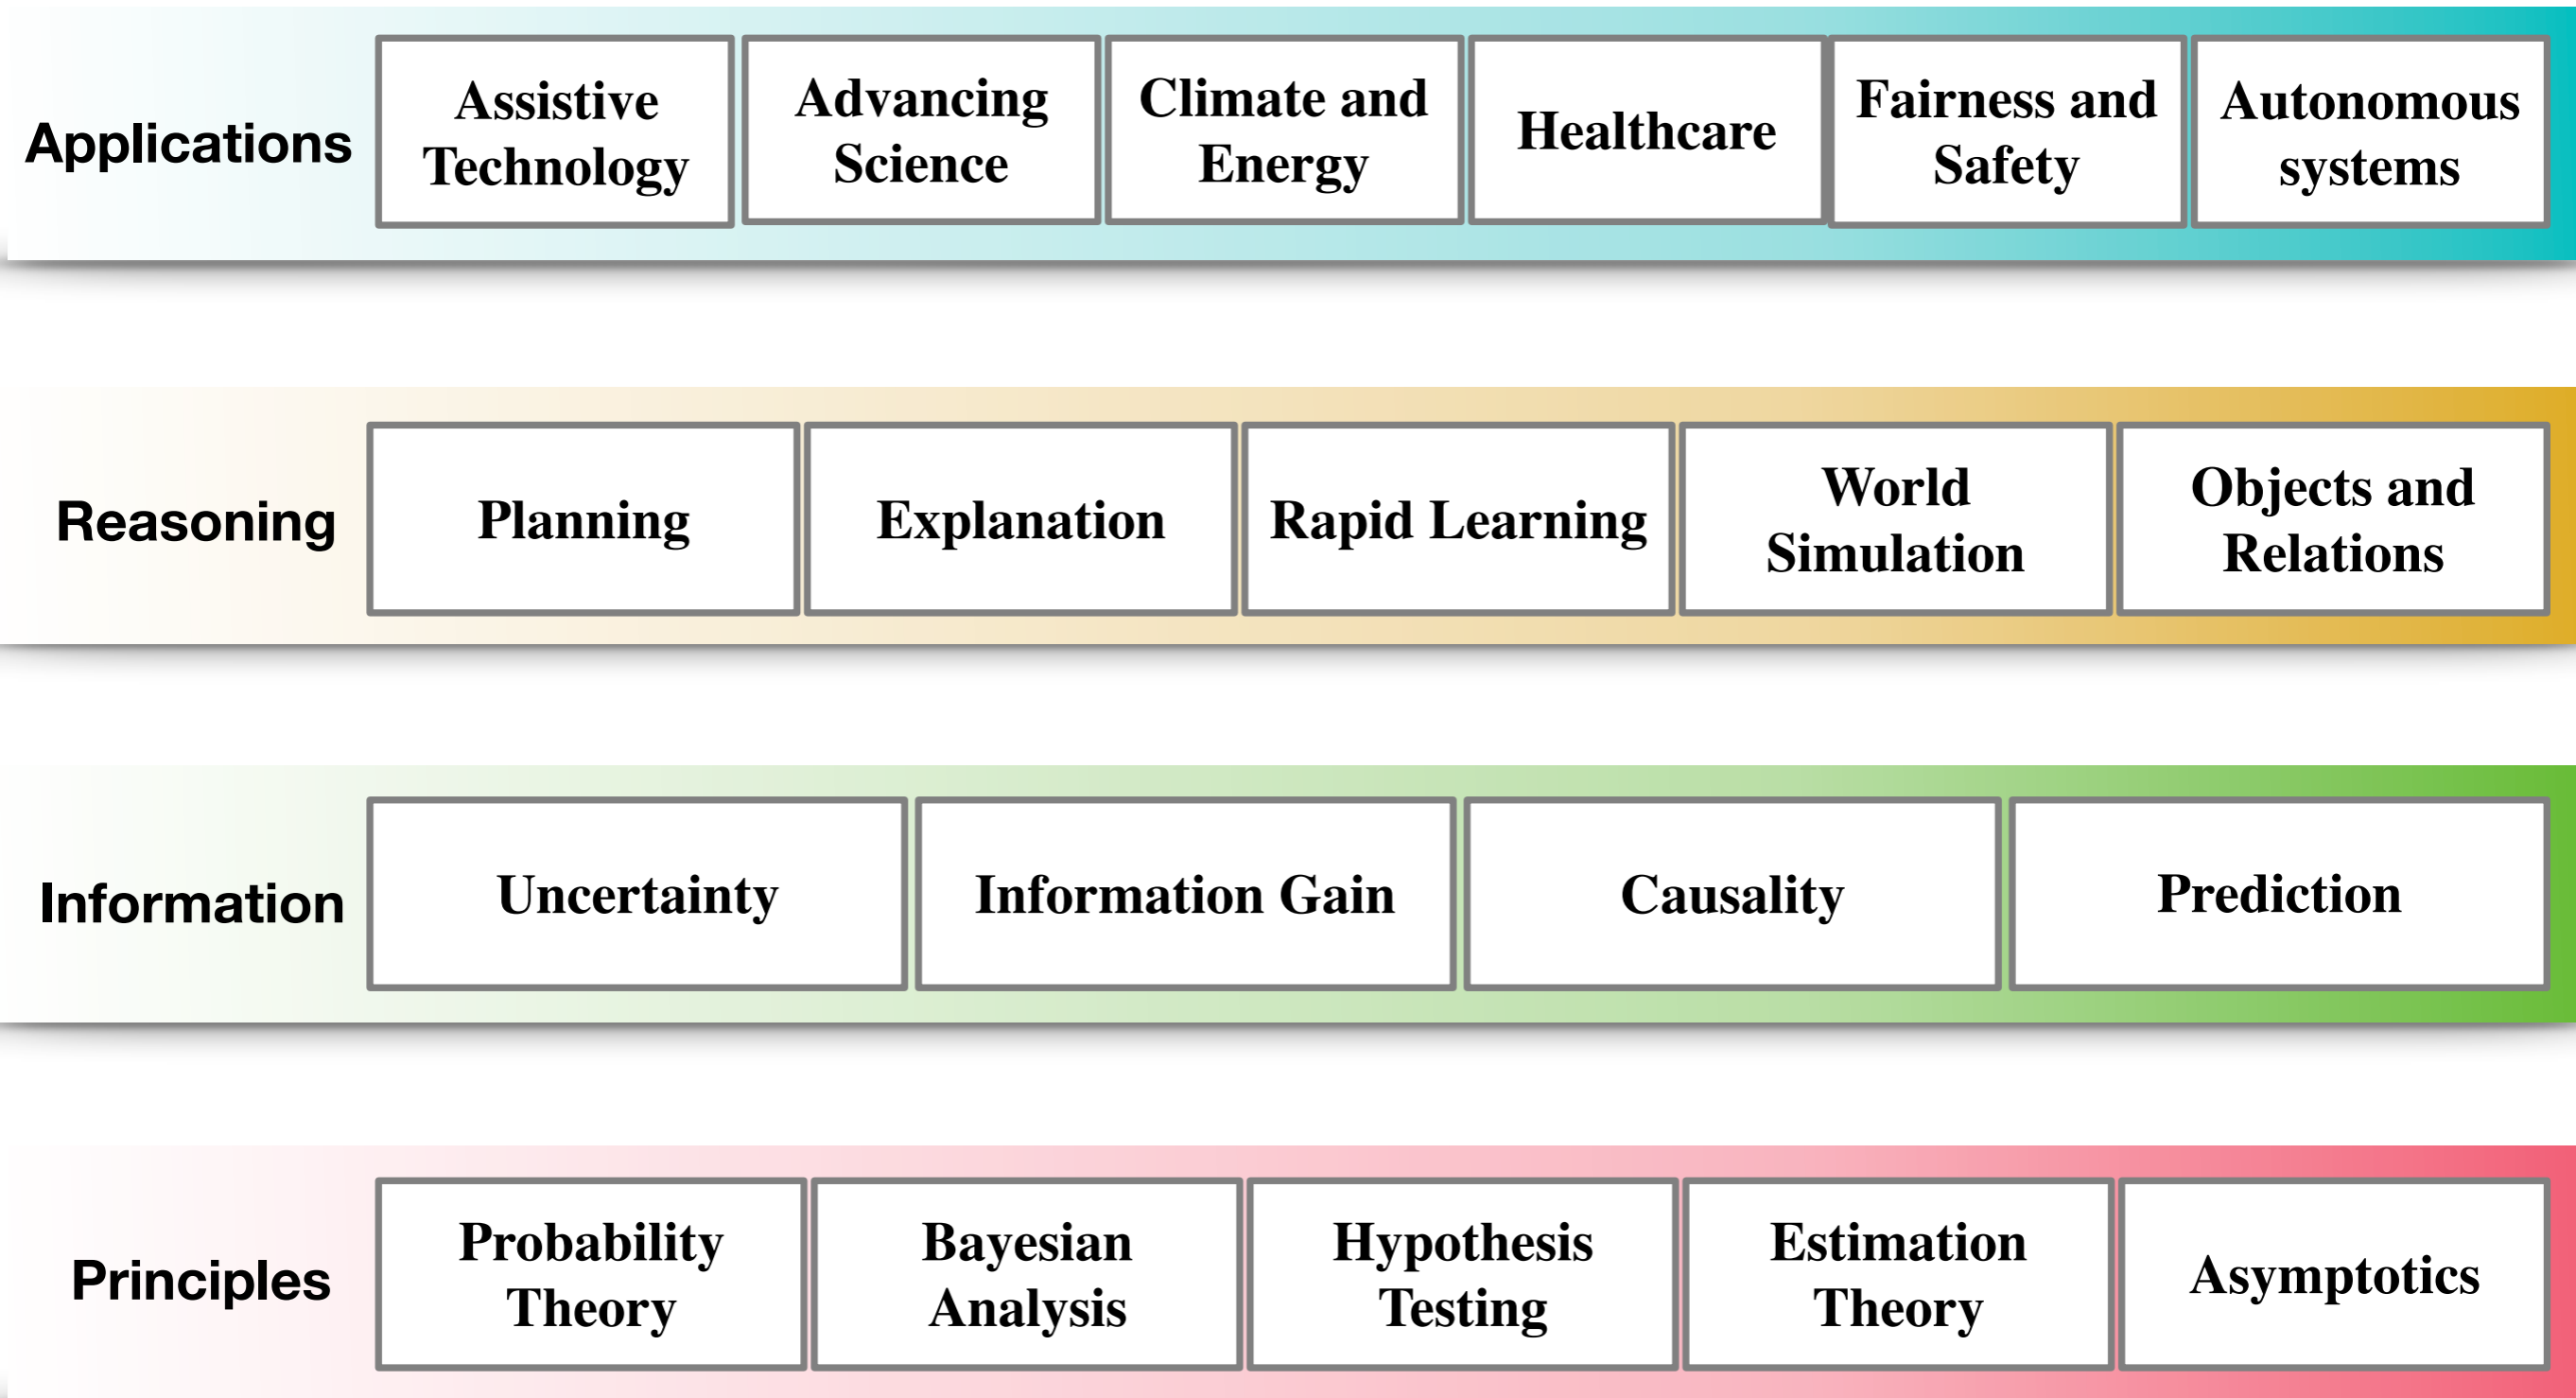 Applications
Assistive
Technology
Advancing
Science
Climate and
Energy
Healthcare
Fairness and
Safety
Autonomous
systems
Reasoning
Planning
Explanation
Rapid Learning
World
Simulation
Objects and
Relations
Information
Uncertainty
Information Gain
Causality
Prediction
Principles
Probability
Theory
Bayesian
Analysis
Hypothesis
Testing
Estimation
Theory
Asymptotics